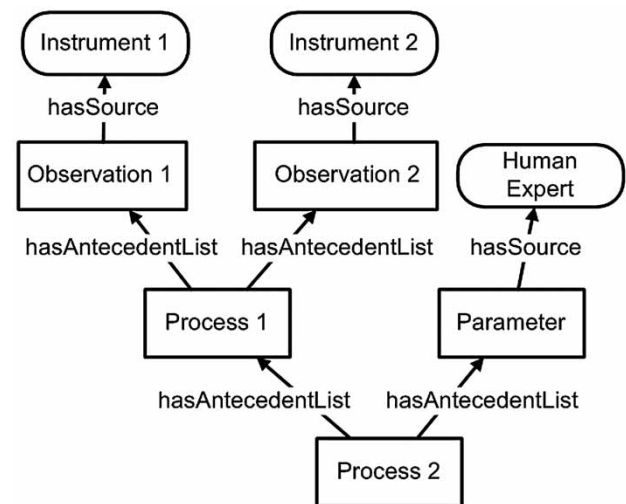 Instrument 1
Instrument 2
hasSource
hasSource
Observation 1
Observation 2
Human
Expert
hasAntecedentList
hasAntecedentList
hasSource
Process 1
Parameter
hasAntecedentList
hasAntecedentList
Process 2